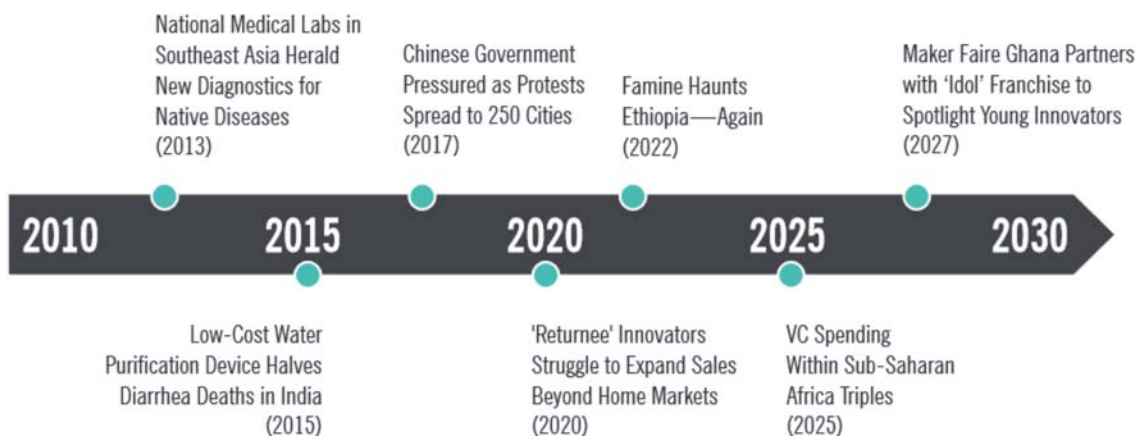 National Medical Labs in
Southeast Asia Herald
New Diagnostics for
Native Diseases
(2013)
Chinese Government
Pressured as Protests
Spread to 250 Cities
(2017)
Famine Haunts
Ethiopia—Again
(2022)
Maker Faire Ghana Partners
with ‘Idol’ Franchise to
Spotlight Young Innovators
(2027)
2010 2015 2020 2025 2030
Low-Cost Water
Purification Device Halves
Diarrhea Deaths in India
(2015)
'Returnee' Innovators
Struggle to Expand Sales
Beyond Home Markets
(2020)
VC Spending
Within Sub-Saharan
Africa Triples
(2025)